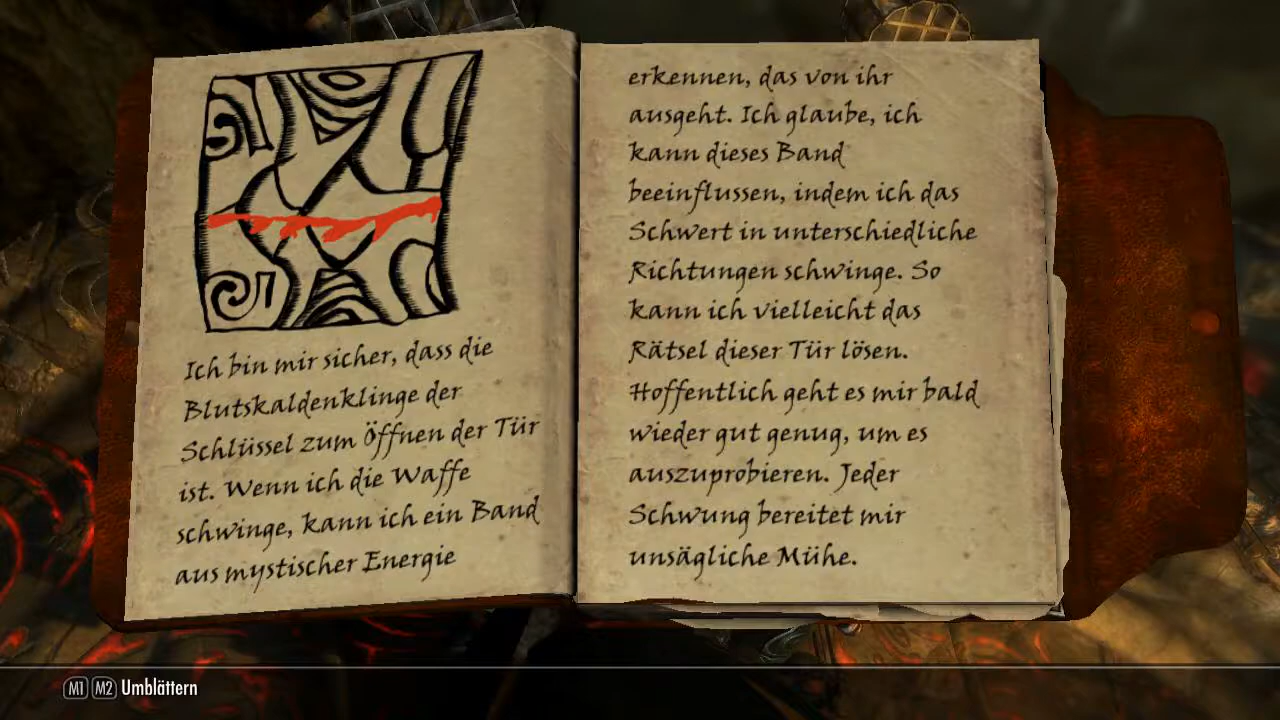 Ich bin mir sicher, dass die
Blutskaldenklinge der
Schlüssel zum Öffnen der Tür
ist. Wenn ich die Waffe
schwinge, kann ich ein Band
aus mystischer Energie
erkennen, das von ihr
ausgeht. Ich glaube, ich
kann dieses Band
beeinflussen, indem ich das
Schwert in unterschiedliche
Richtungen schwinge. So
kann ich vielleicht das
Rätsel dieser Tür lösen.
Hoffentlich geht es mir bald
wieder gut genug, um es
auszuprobieren. Jeder
Schwung bereitet mir
unsägliche Mühe.
M1 M2 Umblättern